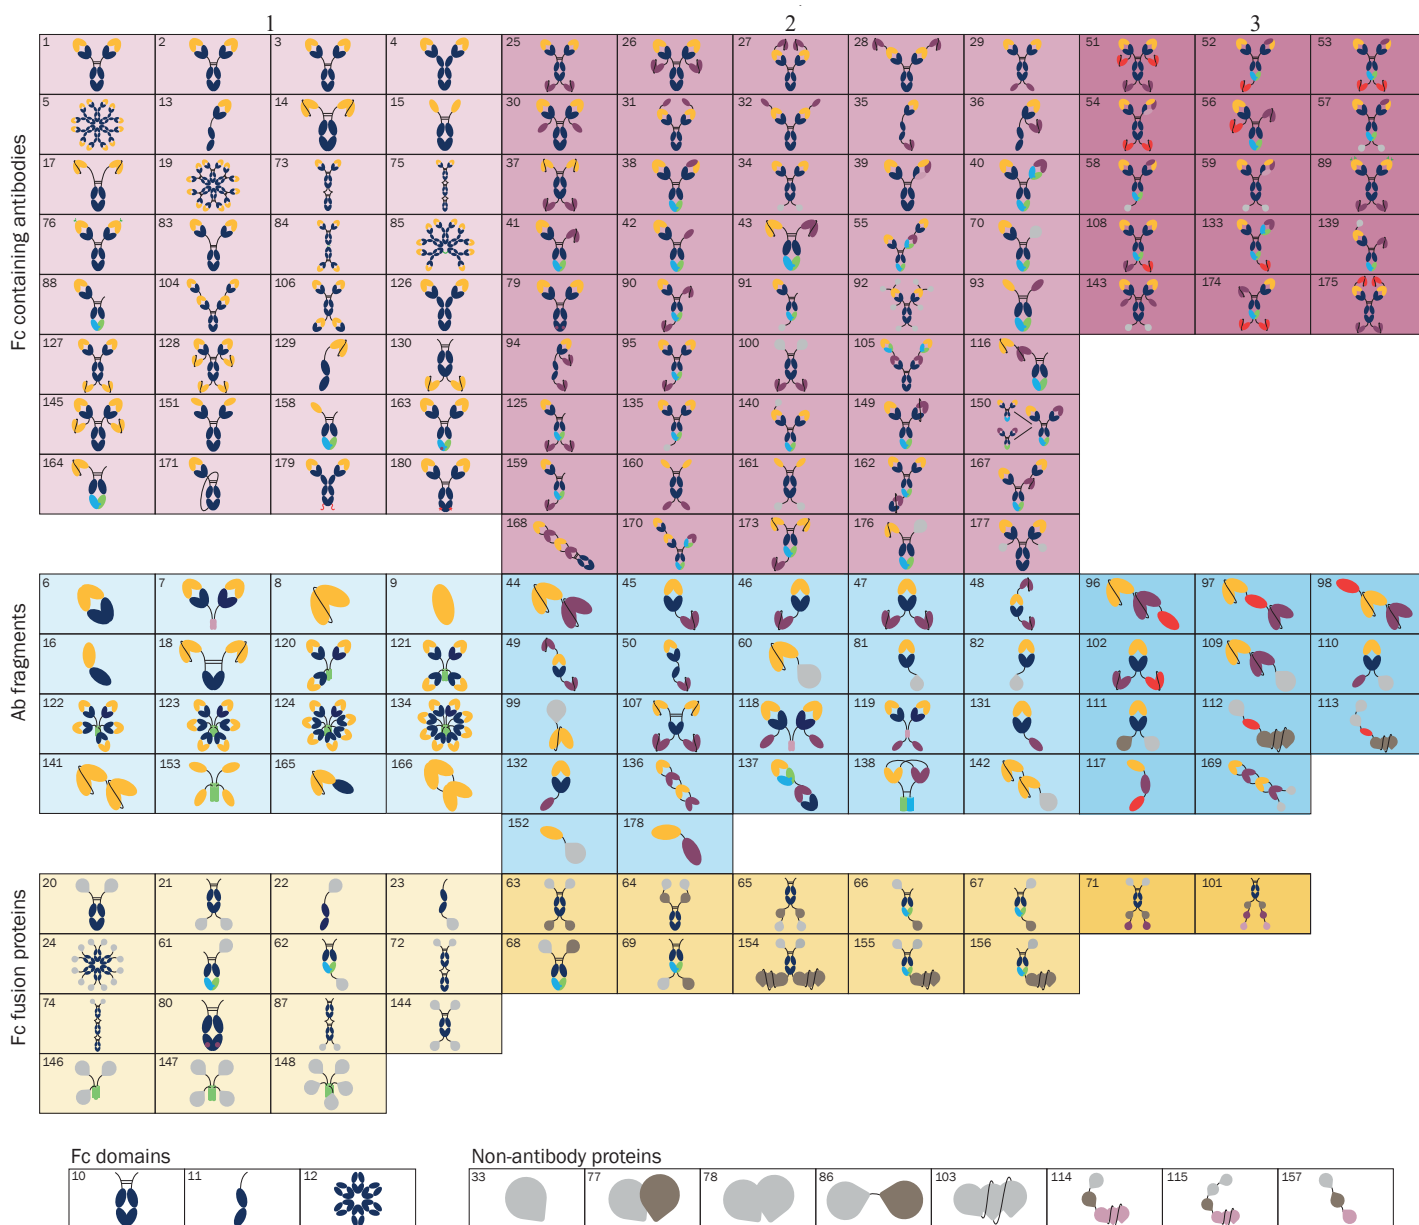 1 2 3
Fc containing antibodies
1 2 3 4 25 26 27 28 29 51 52 53
5 13 14 15 30 31 32 35 36 54 56 57
17 19 73 75 37 38 34 39 40 58 59 89
76 83 84 85 41 42 43 55 70 108 133 139
88 104 106 126 79 90 91 92 93 143 174 175
127 128 129 130 94 95 100 105 116
145 151 158 163 125 135 140 149 150
164 171 179 180 159 160 161 162 167
168 170 173 176 177
Ab fragments
6 7 8 9 44 45 46 47 48 96 97 98
16 18 120 121 49 50 60 81 82 102 109 110
122 123 124 134 99 107 118 119 131 111 112 113
141 153 165 166 132 136 137 138 142 117 169
152 178
Fc fusion proteins
20 21 22 23 63 64 65 66 67 71 101
24 61 62 72 68 69 154 155 156
74 80 87 144
146 147 148
Fc domains
10 11 12
Non-antibody proteins
33 77 78 86 103 114 115 157